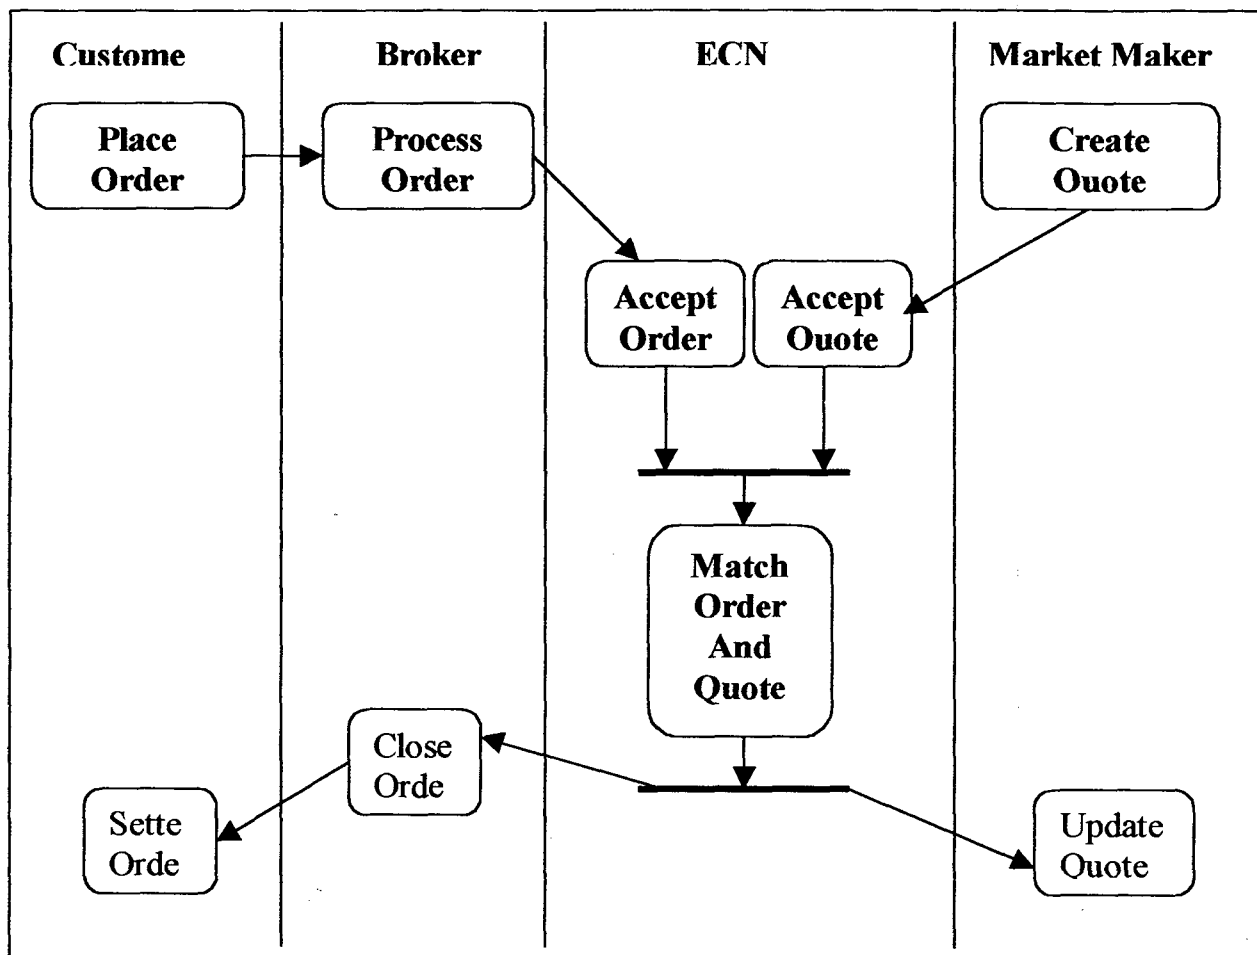 Custome
Broker
ECN
Market Maker
Place
Order
Process
Order
Create
Ouote
Accept
Order
Accept
Ouote
Match
Order
And
Quote
Close
Orde
Sette
Orde
Update
Quote